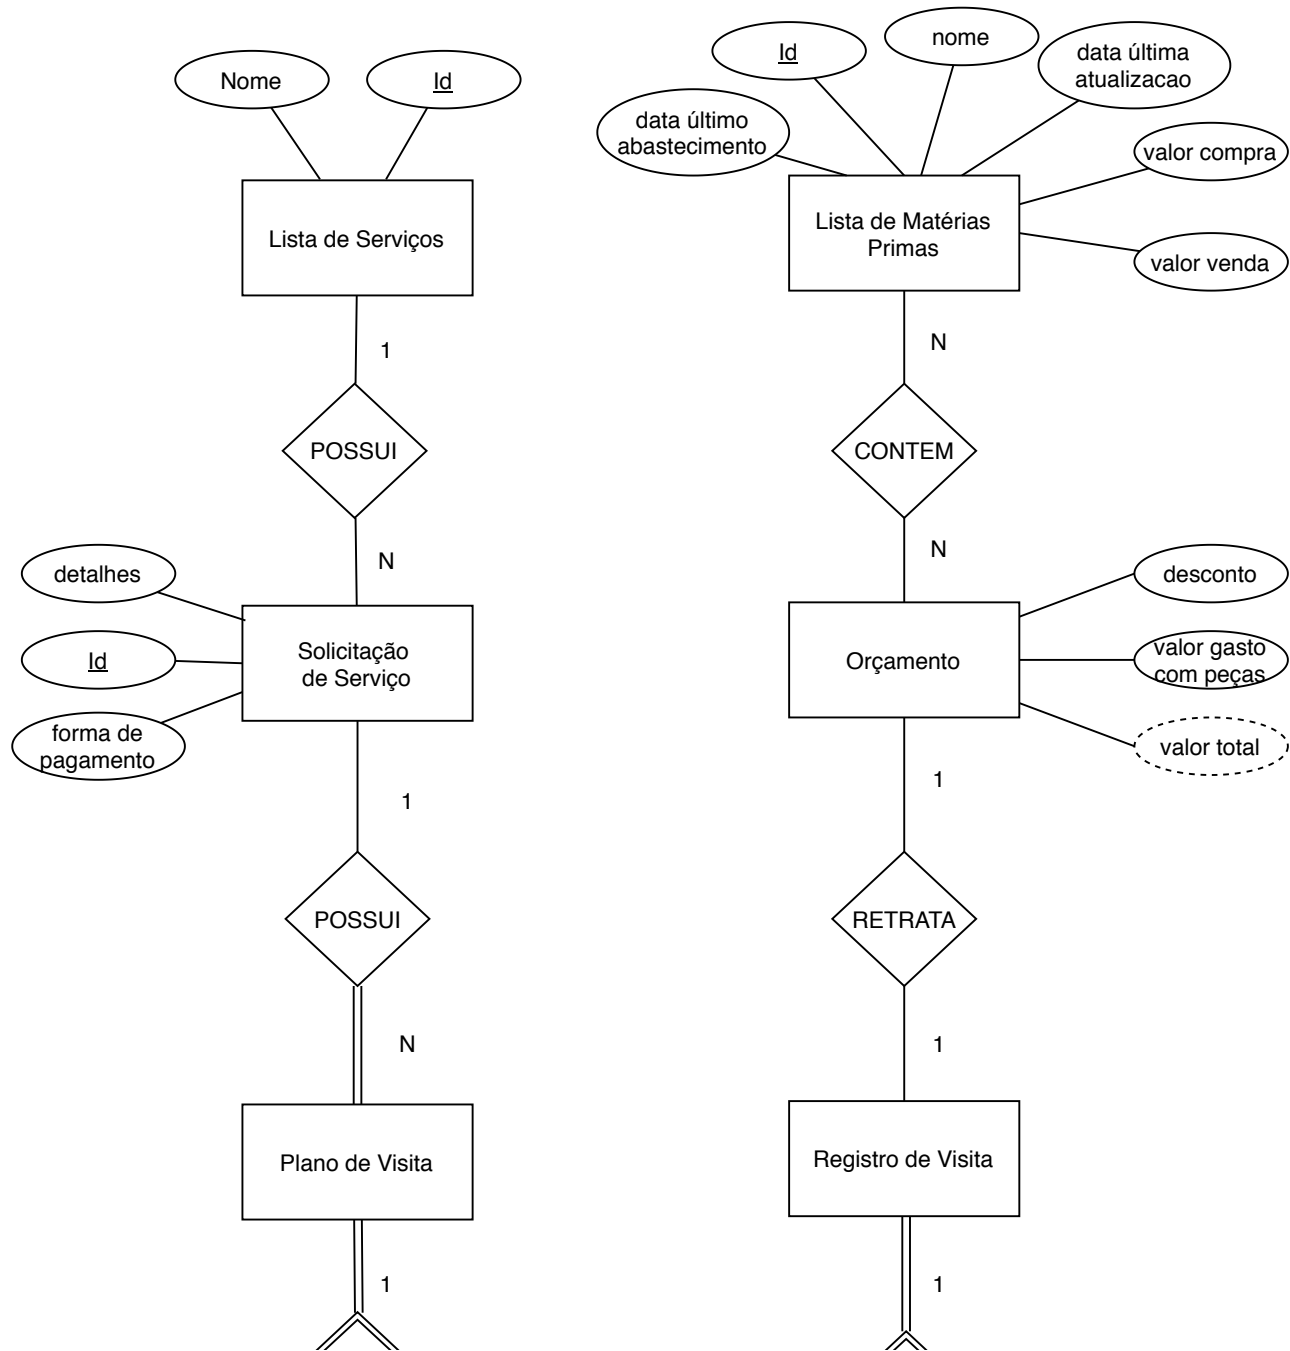 Nome
Id
Id
nome
data última
atualizacao
data último
abastecimento
valor compra
valor venda
Lista de Serviços
Lista de Matérias
Primas
1
N
POSSUI
CONTEM
N
N
detalhes
Id
forma de
pagamento
Solicitação
de Serviço
Orçamento
desconto
valor gasto
com peças
valor total
1
1
POSSUI
RETRATA
N
1
Plano de Visita
Registro de Visita
1
1